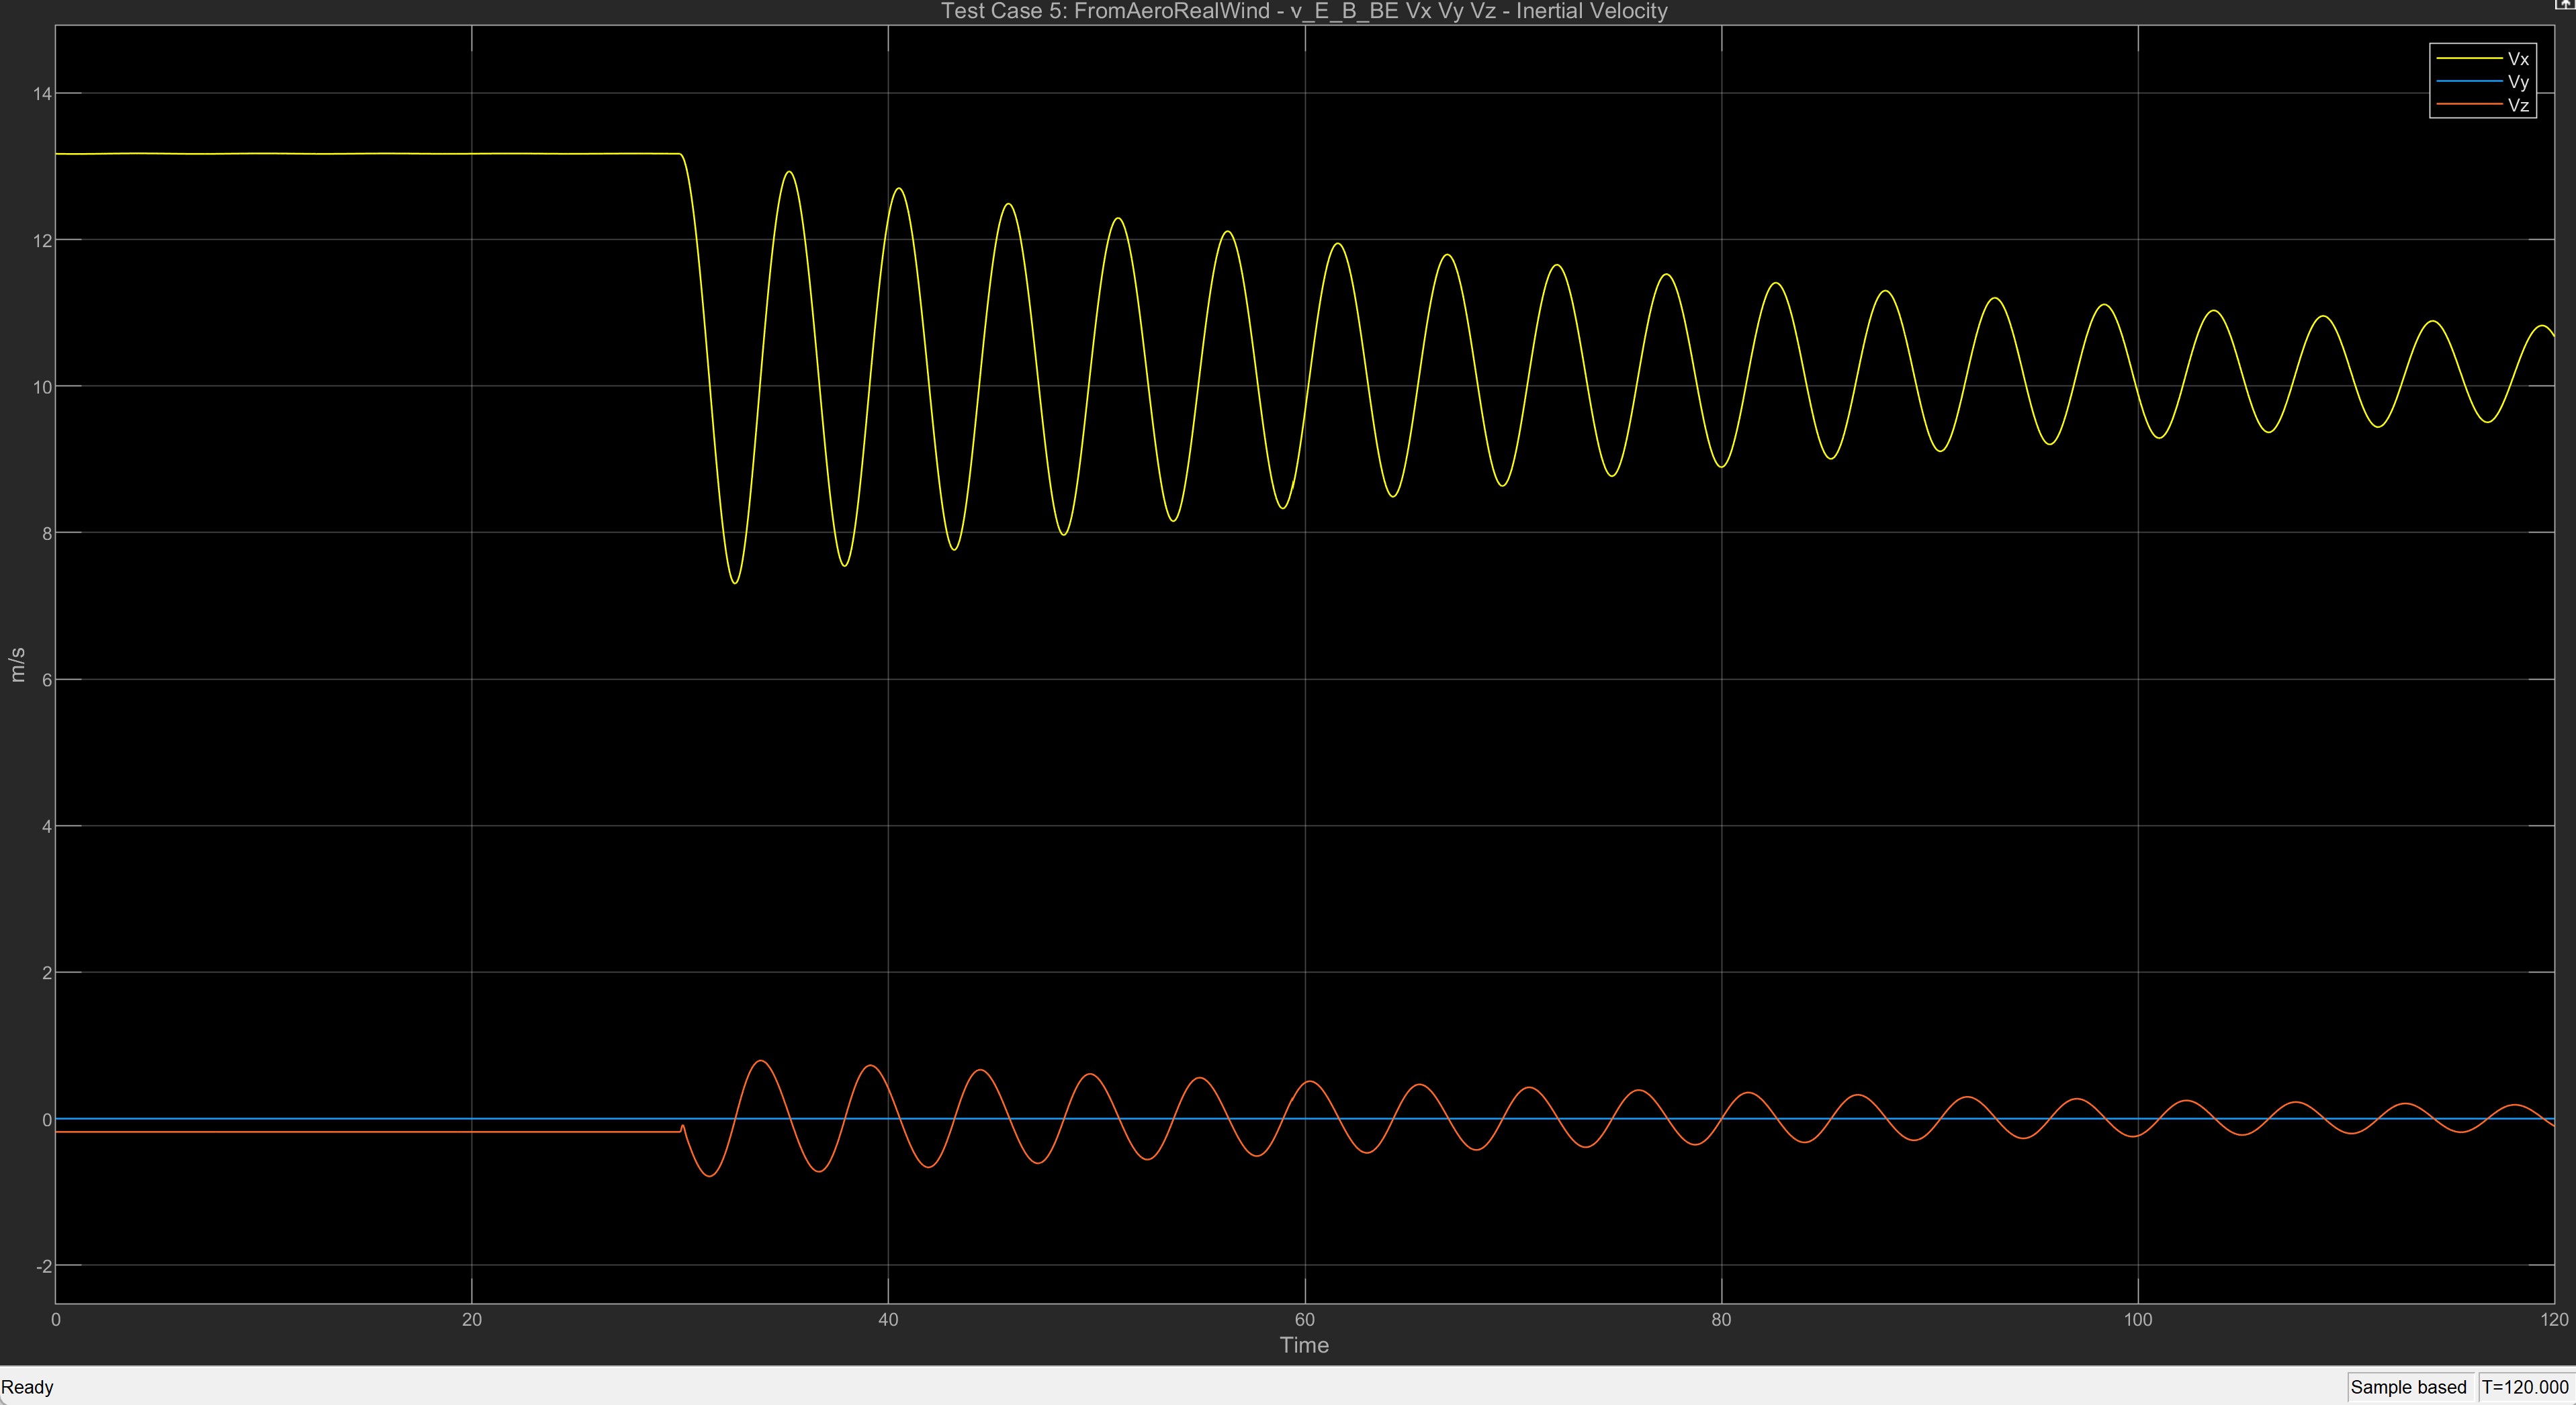 Test Case 5: FromAeroRealWind - v_E_B_BE Vx Vy Vz - Inertial Velocity
Vx
Vy
Vz
14
12
10
8
6
4
2
0
-2
m/s
0 20 40 60 80 100 120
Time
Ready Sample based T=120.000